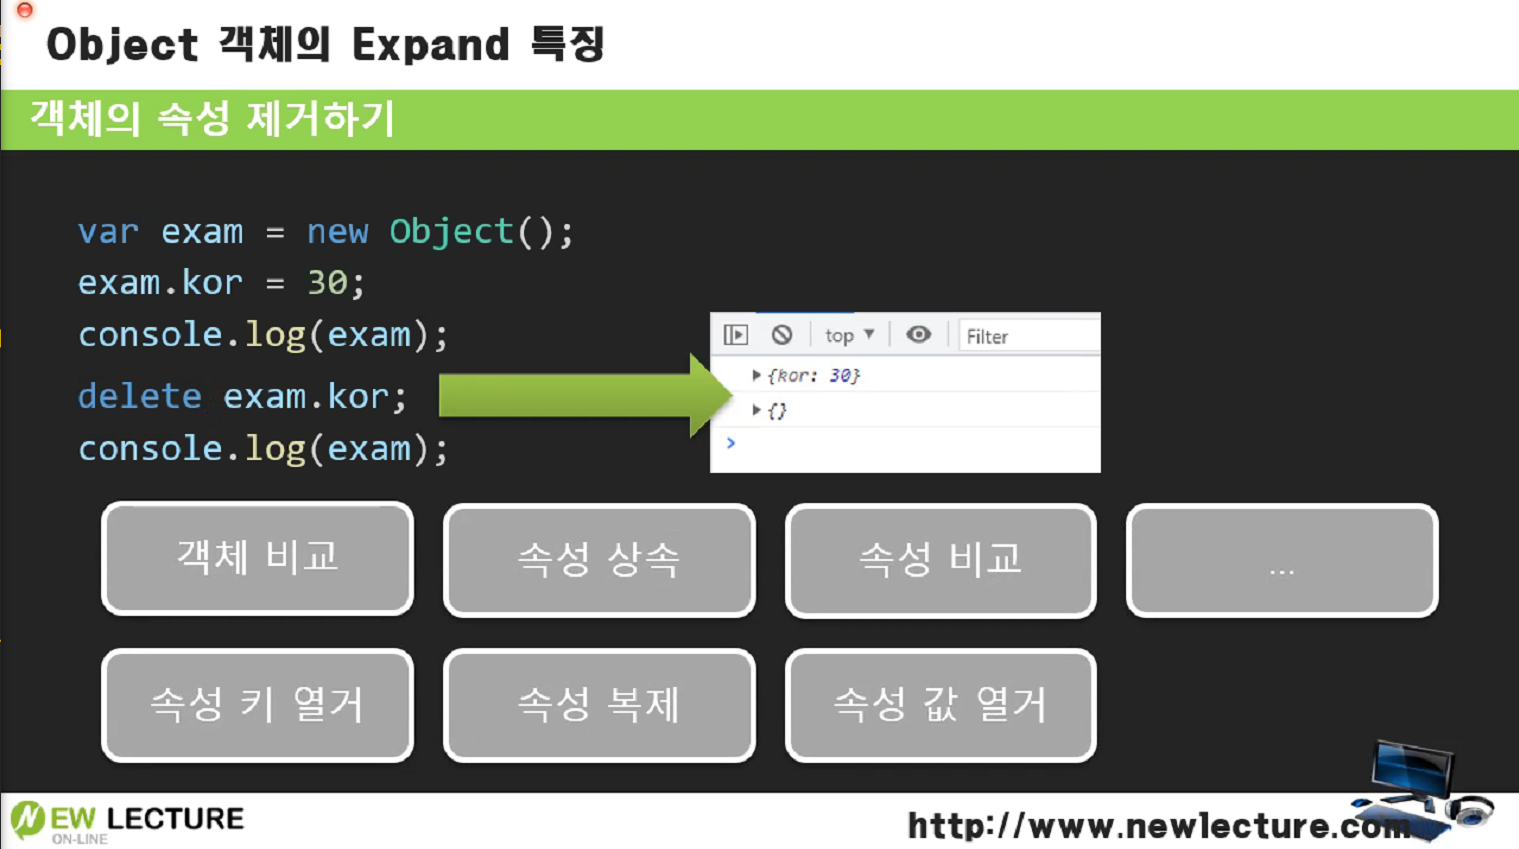 Object 객체의 Expand 특징
객체의 속성 제거하기
var exam = new Object();
exam.kor = 30;
console.log(exam);
delete exam.kor;
console.log(exam);
top ▼ Filter
▶ {kor: 30}
▶ {}
>
객체 비교 속성 상속 속성 비교 ...
속성 키 열거 속성 복제 속성 값 열거
NEW LECTURE
ON-LINE
http://www.newlecture.com